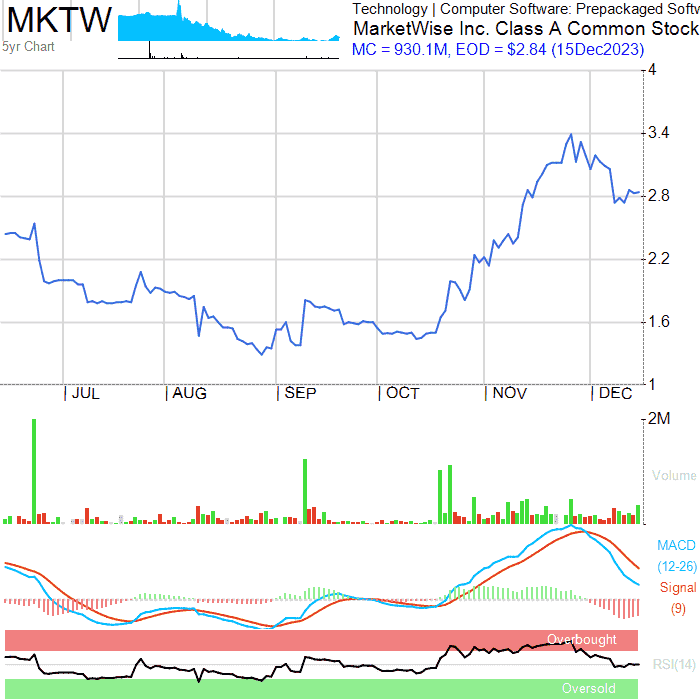 MKTW
5yr Chart
Technology | Computer Software: Prepackaged Softw
MarketWise Inc. Class A Common Stock
MC = 930.1M, EOD = $2.84 (15Dec2023)
4
3.4
2.8
2.2
1.6
1
JUL AUG SEP OCT NOV DEC
2M
Volume
MACD
(12-26)
Signal
(9)
Overbought
RSI(14)
Oversold